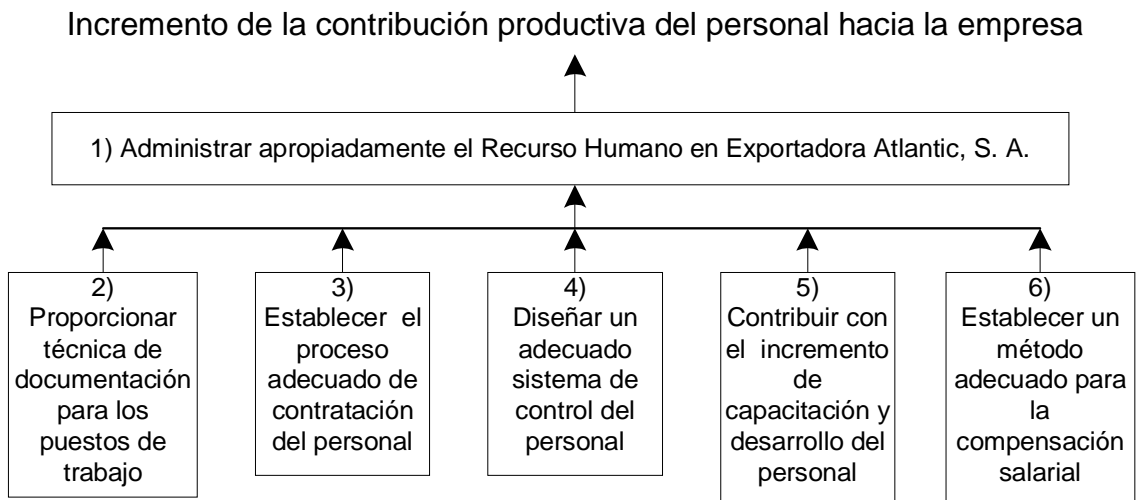 Incremento de la contribución productiva del personal hacia la empresa
1) Administrar apropiadamente el Recurso Humano en Exportadora Atlantic, S. A.
2)
Proporcionar
técnica de
documentación
para los
puestos de
trabajo
3)
Establecer el
proceso
adecuado de
contratación
del personal
4)
Diseñar un
adecuado
sistema de
control del
personal
5)
Contribuir con
el incremento
de
capacitación y
desarrollo del
personal
6)
Establecer un
método
adecuado para
la
compensación
salarial